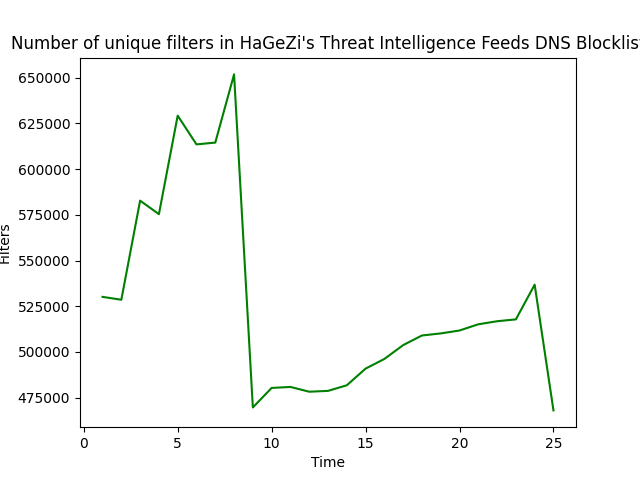 Number of unique filters in HaGeZi's Threat Intelligence Feeds DNS Blocklis
650000
625000
600000
575000
550000
525000
500000
475000
Filters
0 5 10 15 20 25
Time